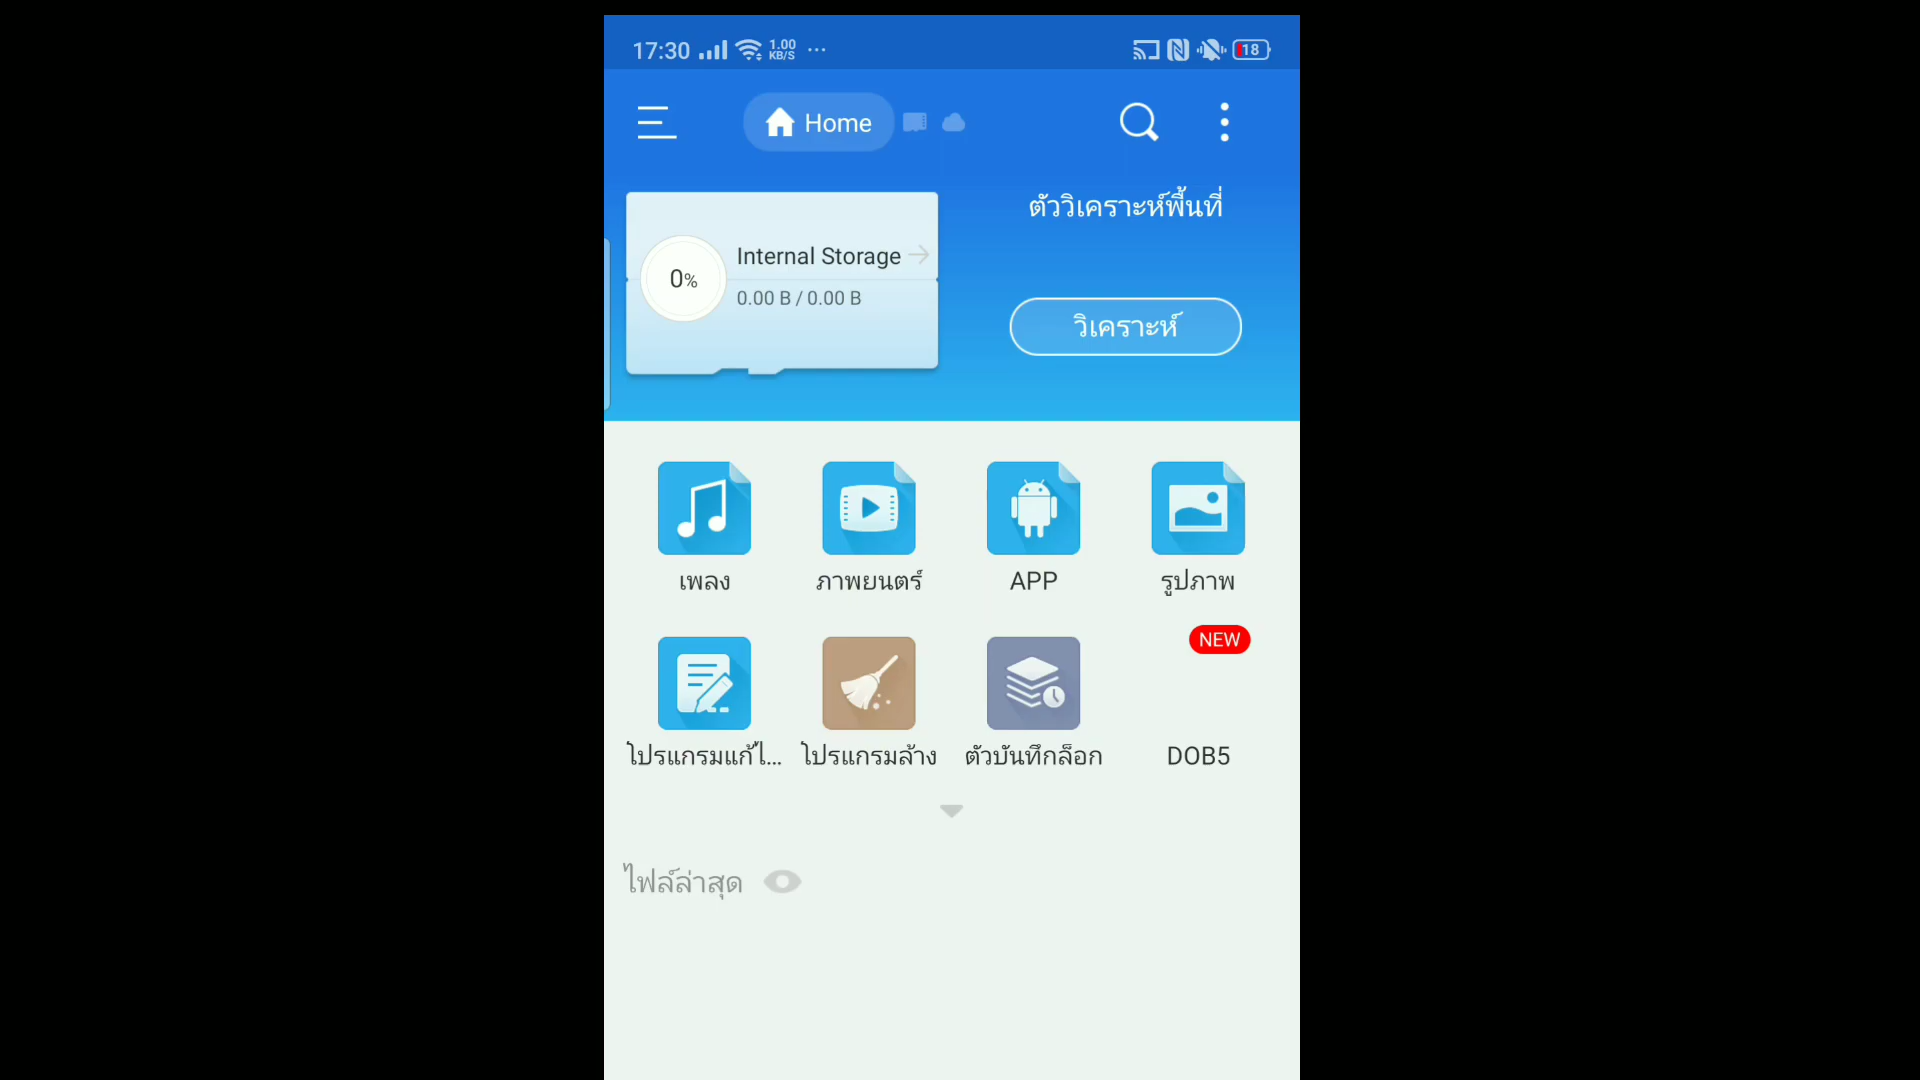 17:30 1.00 KB/S ... 18
Home
ตัววิเคราะห์พื้นที่
Internal Storage
0%
0.00 B / 0.00 B
วิเคราะห์
เพลง ภาพยนตร์ APP รูปภาพ
NEW
โปรแกรมแก้ไ... โปรแกรมล้าง ตัวบันทึกล็อก DOB5
ไฟล์ล่าสุด